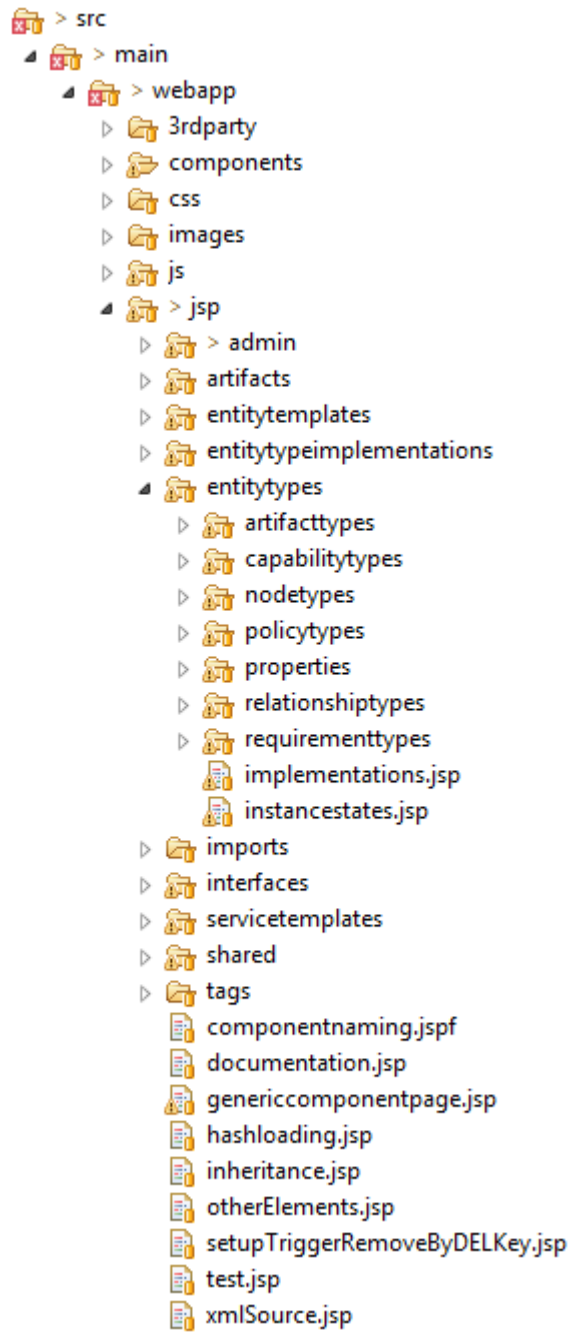 > src
> main
> webapp
3rdparty
components
css
images
js
> jsp
> admin
artifacts
entitytemplates
entitytypeimplementations
entitytypes
artifacttypes
capabilitytypes
nodetypes
policytypes
properties
relationshiptypes
requirementtypes
implementations.jsp
instancestates.jsp
imports
interfaces
servicetemplates
shared
tags
componentnaming.jspf
documentation.jsp
genericcomponentpage.jsp
hashloading.jsp
inheritance.jsp
otherElements.jsp
setupTriggerRemoveByDELKey.jsp
test.jsp
xmlSource.jsp